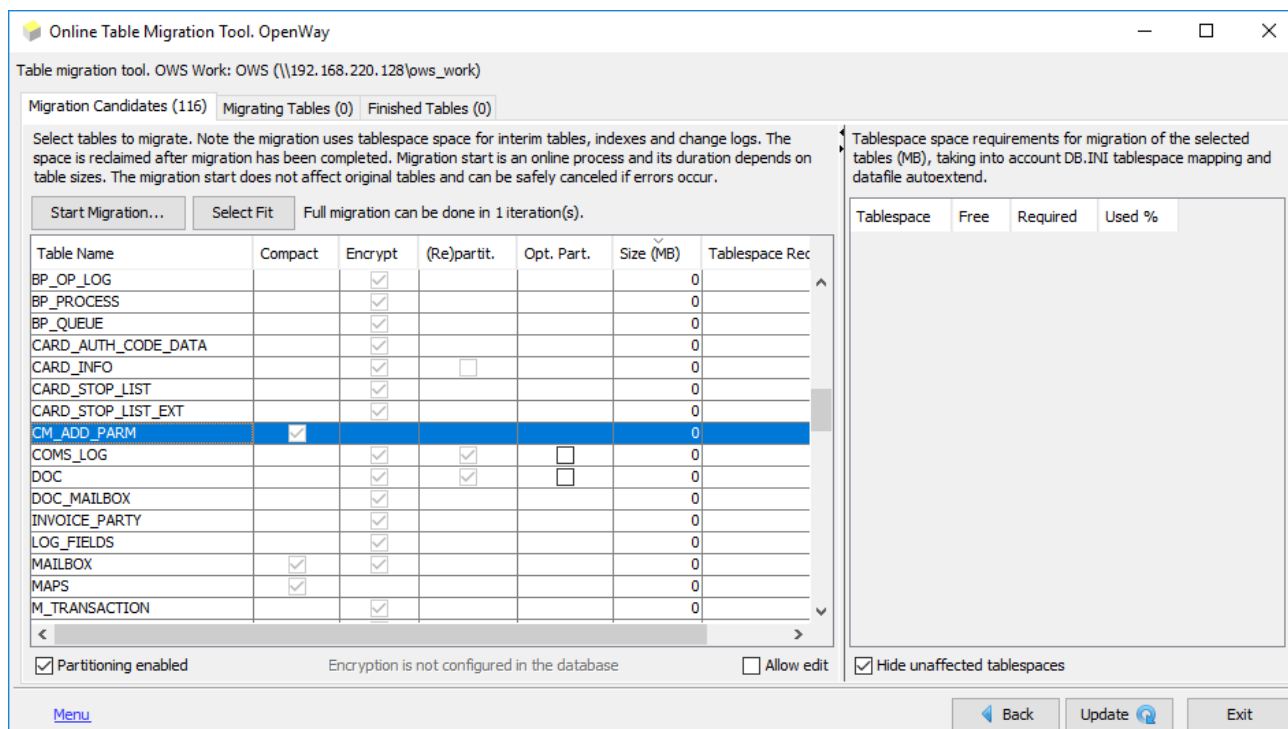 Online Table Migration Tool. OpenWay
Table migration tool. OWS Work: OWS (\\192.168.220.128\ows_work)
Migration Candidates (116) Migrating Tables (0) Finished Tables (0)
Select tables to migrate. Note the migration uses tablespace space for interim tables, indexes and change logs. The
space is reclaimed after migration has been completed. Migration start is an online process and its duration depends on
table sizes. The migration start does not affect original tables and can be safely canceled if errors occur.
Start Migration... Select Fit Full migration can be done in 1 iteration(s).
Table Name Compact Encrypt (Re)partit. Opt. Part. Size (MB) Tablespace Rec
BP_OP_LOG 0
BP_PROCESS 0
BP_QUEUE 0
CARD_AUTH_CODE_DATA 0
CARD_INFO 0
CARD_STOP_LIST 0
CARD_STOP_LIST_EXT 0
CM_ADD_PARM 0
COMS_LOG 0
DOC 0
DOC_MAILBOX 0
INVOICE_PARTY 0
LOG_FIELDS 0
MAILBOX 0
MAPS 0
M_TRANSACTION 0
Partitioning enabled Encryption is not configured in the database Allow edit
Tablespace space requirements for migration of the selected
tables (MB), taking into account DB.INI tablespace mapping and
datafile autoextend.
Tablespace Free Required Used %
Hide unaffected tablespaces
Menu Back Update Exit